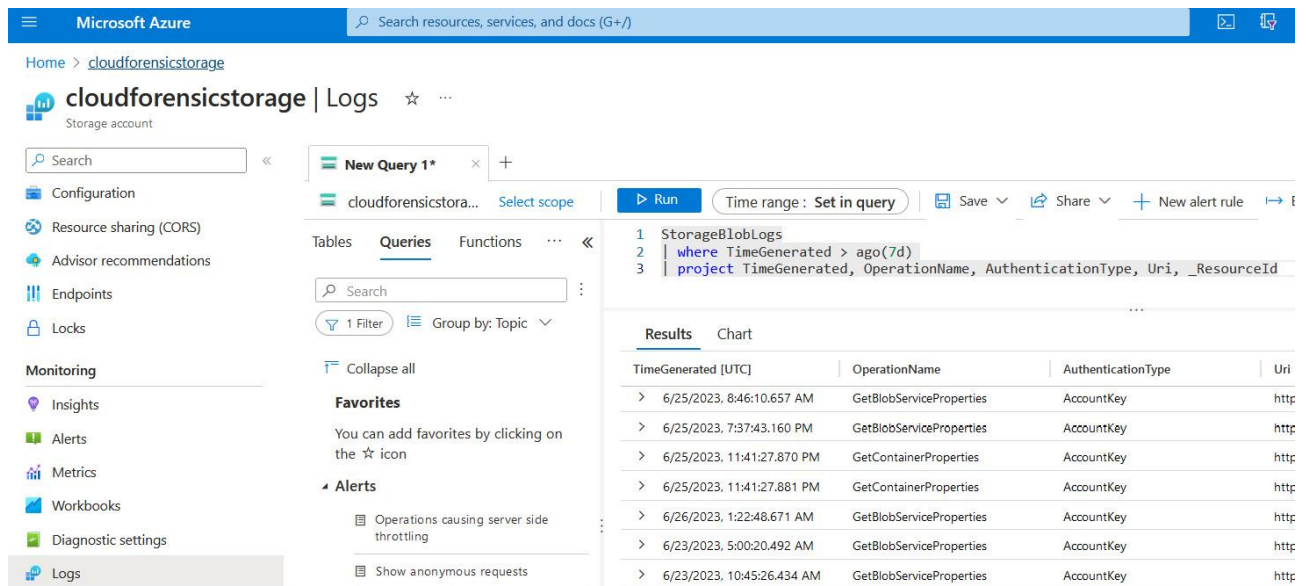 Microsoft Azure
Search resources, services, and docs (G+/)
Home > cloudforensicstorage
cloudforensicstorage | Logs
Storage account
Search
Configuration
Resource sharing (CORS)
Advisor recommendations
Endpoints
Locks
Monitoring
Insights
Alerts
Metrics
Workbooks
Diagnostic settings
Logs
New Query 1*
cloudforensicstora... Select scope
Run
Time range : Set in query
Save
Share
New alert rule
Tables Queries Functions
Search
1 Filter
Group by: Topic
Collapse all
Favorites
You can add favorites by clicking on
the ☆ icon
Alerts
Operations causing server side
throttling
Show anonymous requests
1 StorageBlobLogs
2 | where TimeGenerated > ago(7d)
3 | project TimeGenerated, OperationName, AuthenticationType, Uri, _ResourceId
Results Chart
TimeGenerated [UTC] OperationName AuthenticationType Uri
6/25/2023, 8:46:10.657 AM GetBlobServiceProperties AccountKey http
6/25/2023, 7:37:43.160 PM GetBlobServiceProperties AccountKey http
6/25/2023, 11:41:27.870 PM GetContainerProperties AccountKey http
6/25/2023, 11:41:27.881 PM GetContainerProperties AccountKey http
6/26/2023, 1:22:48.671 AM GetBlobServiceProperties AccountKey http
6/23/2023, 5:00:20.492 AM GetBlobServiceProperties AccountKey http
6/23/2023, 10:45:26.434 AM GetBlobServiceProperties AccountKey http